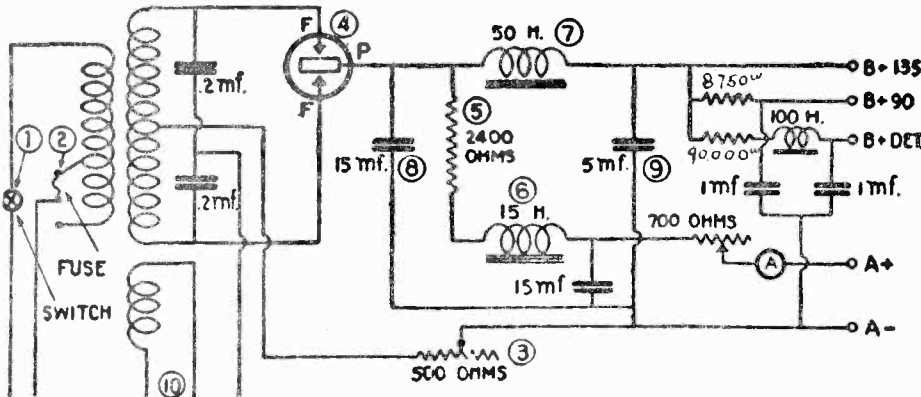 F
④
P
F
.2mf.
.2mf.
①
②
FUSE
SWITCH
⑩
50 H.
⑦
⑤
2400
OHMS
15 mf.
⑧
⑥
15 H.
15mf
5mf.
⑨
8750ω
90,000ω
100 H.
1mf
1mf.
700 OHMS
A
③
500 OHMS
B+ 135
B+ 90
B+ DET
A+
A-